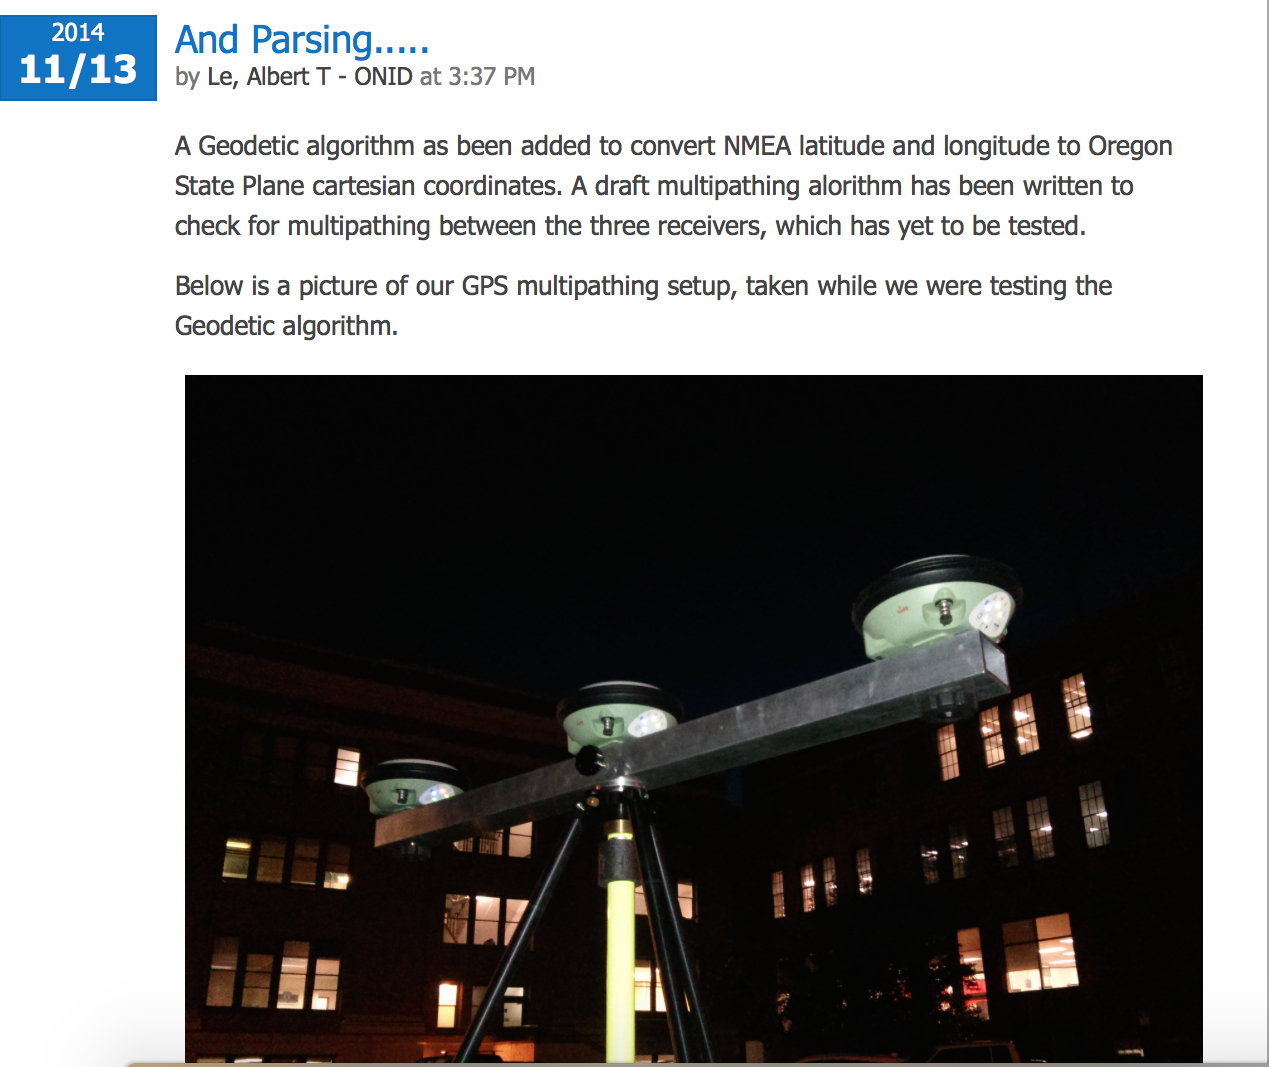 2014
11/13
And Parsing.....
by Le, Albert T - ONID at 3:37 PM
A Geodetic algorithm as been added to convert NMEA latitude and longitude to Oregon
State Plane cartesian coordinates. A draft multipathing alorithm has been written to
check for multipathing between the three receivers, which has yet to be tested.
Below is a picture of our GPS multipathing setup, taken while we were testing the
Geodetic algorithm.